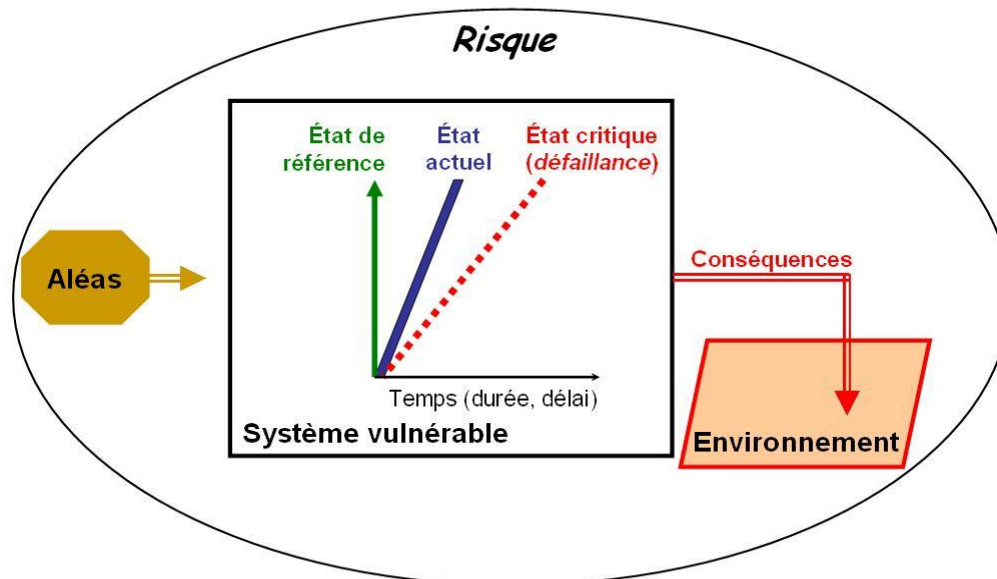 Risque
État de
référence
État
actuel
État critique
(défaillance)
Aléas
Conséquences
Temps (durée, délai)
Système vulnérable
Environnement